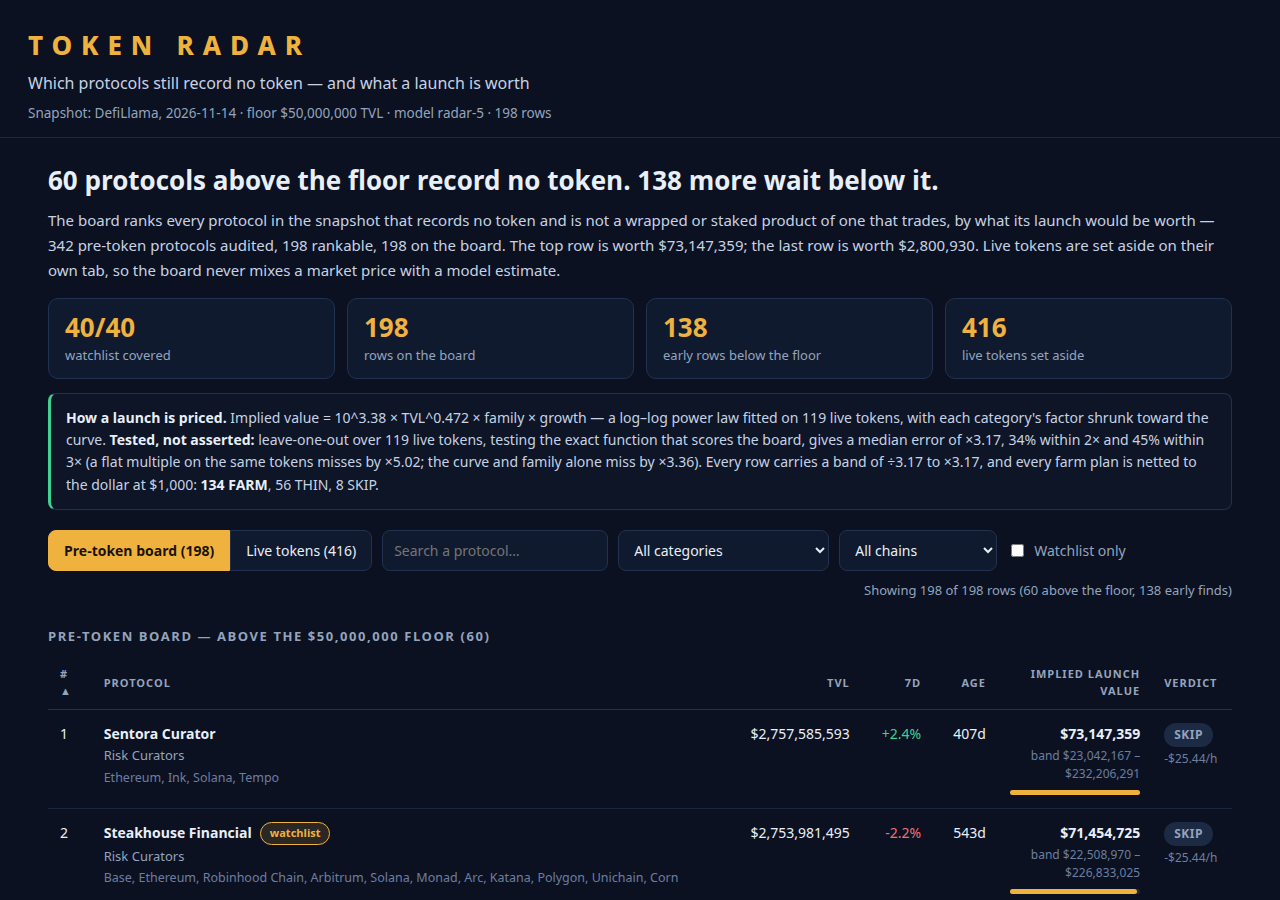 TOKEN RADAR
Which protocols still record no token — and what a launch is worth
Snapshot: DefiLlama, 2026-11-14 · floor $50,000,000 TVL · model radar-5 · 198 rows
60 protocols above the floor record no token. 138 more wait below it.
The board ranks every protocol in the snapshot that records no token and is not a wrapped or staked product of one that trades, by what its launch would be worth —
342 pre-token protocols audited, 198 rankable, 198 on the board. The top row is worth $73,147,359; the last row is worth $2,800,930. Live tokens are set aside on their
own tab, so the board never mixes a market price with a model estimate.
40/40
watchlist covered
198
rows on the board
138
early rows below the floor
416
live tokens set aside
How a launch is priced. Implied value = 10^3.38 × TVL^0.472 × family × growth — a log–log power law fitted on 119 live tokens, with each category's factor shrunk toward the
curve. Tested, not asserted: leave-one-out over 119 live tokens, testing the exact function that scores the board, gives a median error of ×3.17, 34% within 2× and 45% within
3× (a flat multiple on the same tokens misses by ×5.02; the curve and family alone miss by ×3.36). Every row carries a band of ÷3.17 to ×3.17, and every farm plan is netted to
the dollar at $1,000: 134 FARM, 56 THIN, 8 SKIP.
Pre-token board (198)
Live tokens (416)
Search a protocol...
All categories
All chains
Watchlist only
Showing 198 of 198 rows (60 above the floor, 138 early finds)
PRE-TOKEN BOARD — ABOVE THE $50,000,000 FLOOR (60)
# ▲ PROTOCOL TVL 7D AGE IMPLIED LAUNCH VALUE VERDICT
1 Sentora Curator $2,757,585,593 +2.4% 407d $73,147,359 SKIP
Risk Curators band $23,042,167 – -$25.44/h
Ethereum, Ink, Solana, Tempo $232,206,291
2 Steakhouse Financial watchlist $2,753,981,495 -2.2% 543d $71,454,725 SKIP
Risk Curators band $22,508,970 – -$25.44/h
Base, Ethereum, Robinhood Chain, Arbitrum, Solana, Monad, Arc, Katana, Polygon, Unichain, Corn $226,833,025